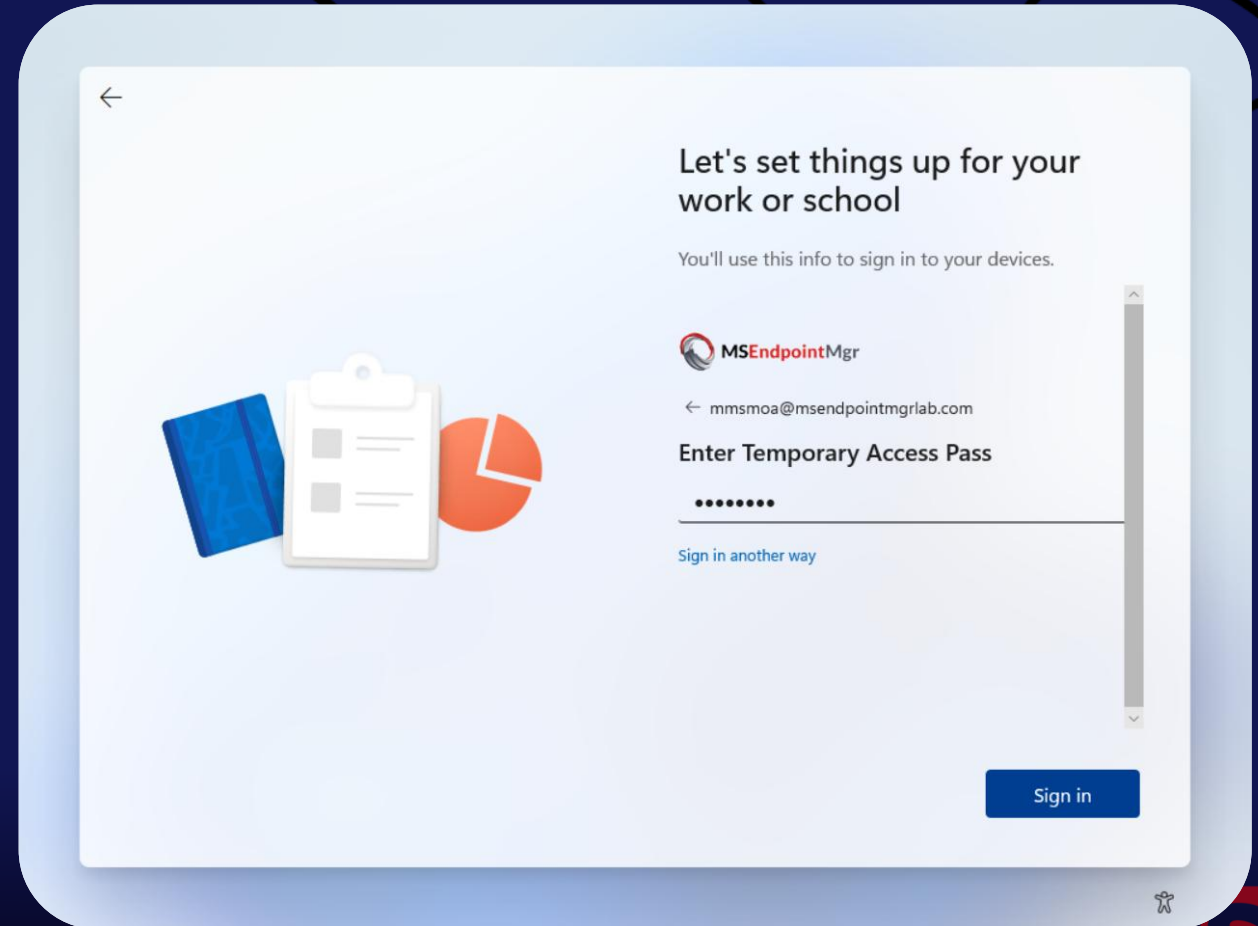 Let's set things up for your
work or school
You'll use this info to sign in to your devices.
MSEndpointMgr
mmsmoa@msendpointmgrlab.com
Enter Temporary Access Pass
••••••••
Sign in another way
Sign in